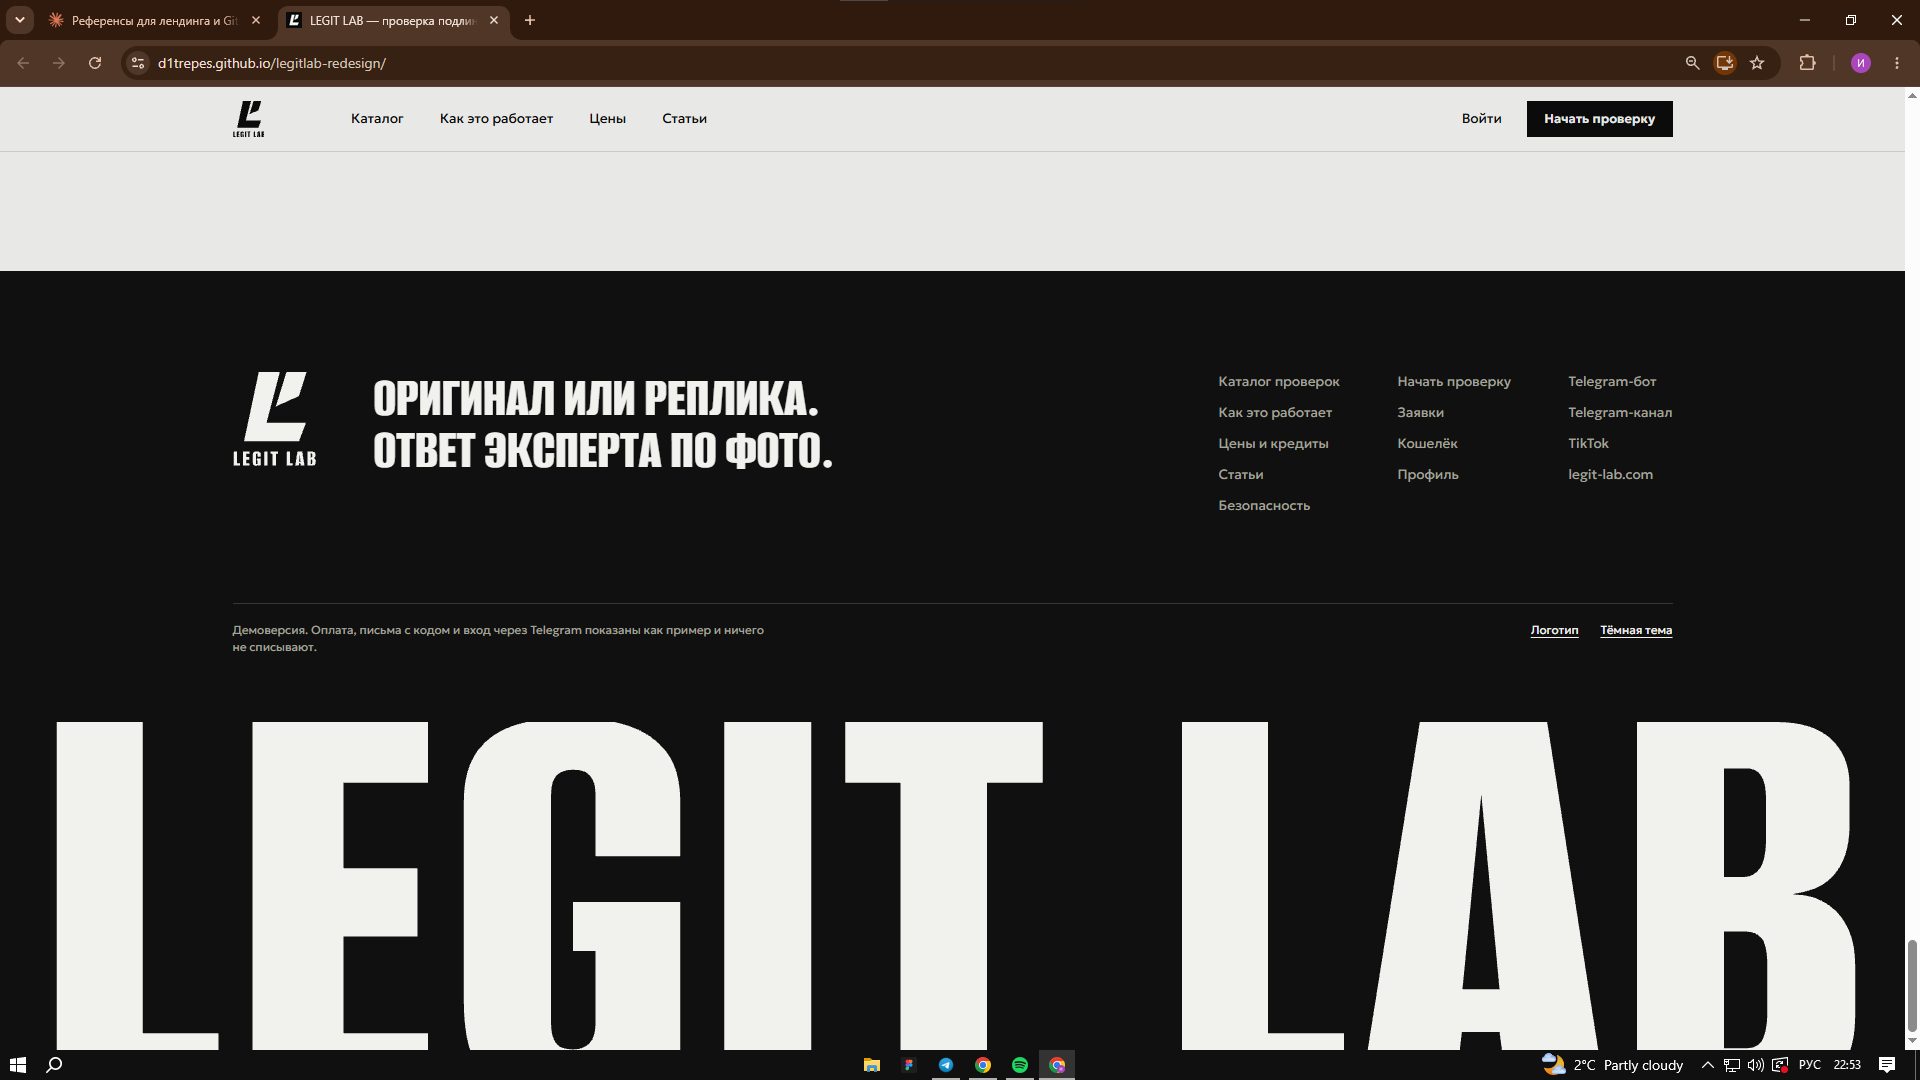 Референсы для лендинга и Git
LEGIT LAB — проверка подлин
d1trepes.github.io/legitlab-redesign/
И
LEGIT LAB
Каталог
Как это работает
Цены
Статьи
Войти
Начать проверку
LEGIT LAB
ОРИГИНАЛ ИЛИ РЕПЛИКА.
ОТВЕТ ЭКСПЕРТА ПО ФОТО.
Каталог проверок
Как это работает
Цены и кредиты
Статьи
Безопасность
Начать проверку
Заявки
Кошелёк
Профиль
Telegram-бот
Telegram-канал
TikTok
legit-lab.com
Демоверсия. Оплата, письма с кодом и вход через Telegram показаны как пример и ничего
не списывают.
Логотип
Тёмная тема
LEGIT LAB
2°C Partly cloudy
РУС
22:53